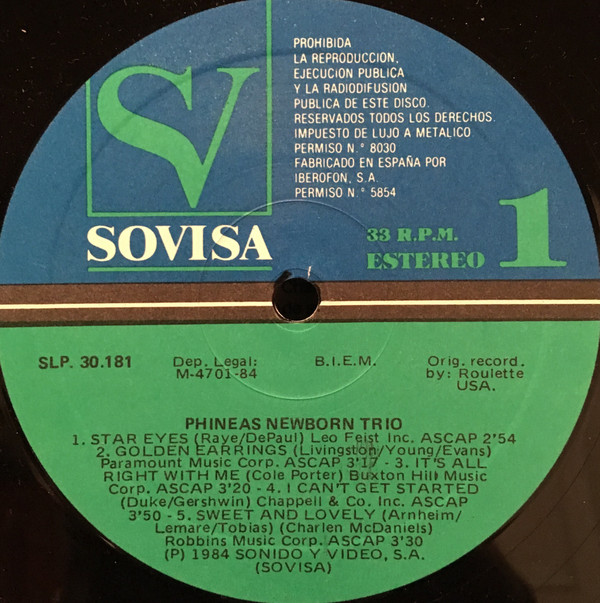 PROHIBIDA
LA REPRODUCCION,
EJECUCION PUBLICA
Y LA RADIODIFUSION
PUBLICA DE ESTE DISCO.
RESERVADOS TODOS LOS DERECHOS.
IMPUESTO DE LUJO A METALICO
PERMISO N.° 8030
FABRICADO EN ESPAÑA POR
IBEROFON, S.A.
PERMISO N.° 5854
SV
SOVISA
33 R.P.M.
ESTEREO
1
SLP. 30.181
Dep. Legal:
M-4701-84
B.I.E.M.
Orig. record.
by: Roulette
USA.
PHINEAS NEWBORN TRIO
1. STAR EYES (Raye/DePaul) Leo Feist Inc. ASCAP 2'54
2. GOLDEN EARRINGS (Livingston/Young/Evans)
Paramount Music Corp. ASCAP 3'17 - 3. IT'S ALL
RIGHT WITH ME (Cole Porter) Buxton Hill Music
Corp. ASCAP 3'20 - 4. I CAN'T GET STARTED
(Duke/Gershwin) Chappell & Co. Inc. ASCAP
3'50 - 5. SWEET AND LOVELY (Arnheim/
Lemare/Tobias) (Charlen McDaniels)
Robbins Music Corp. ASCAP 3'30
(P) 1984 SONIDO Y VIDEO, S.A.
(SOVISA)